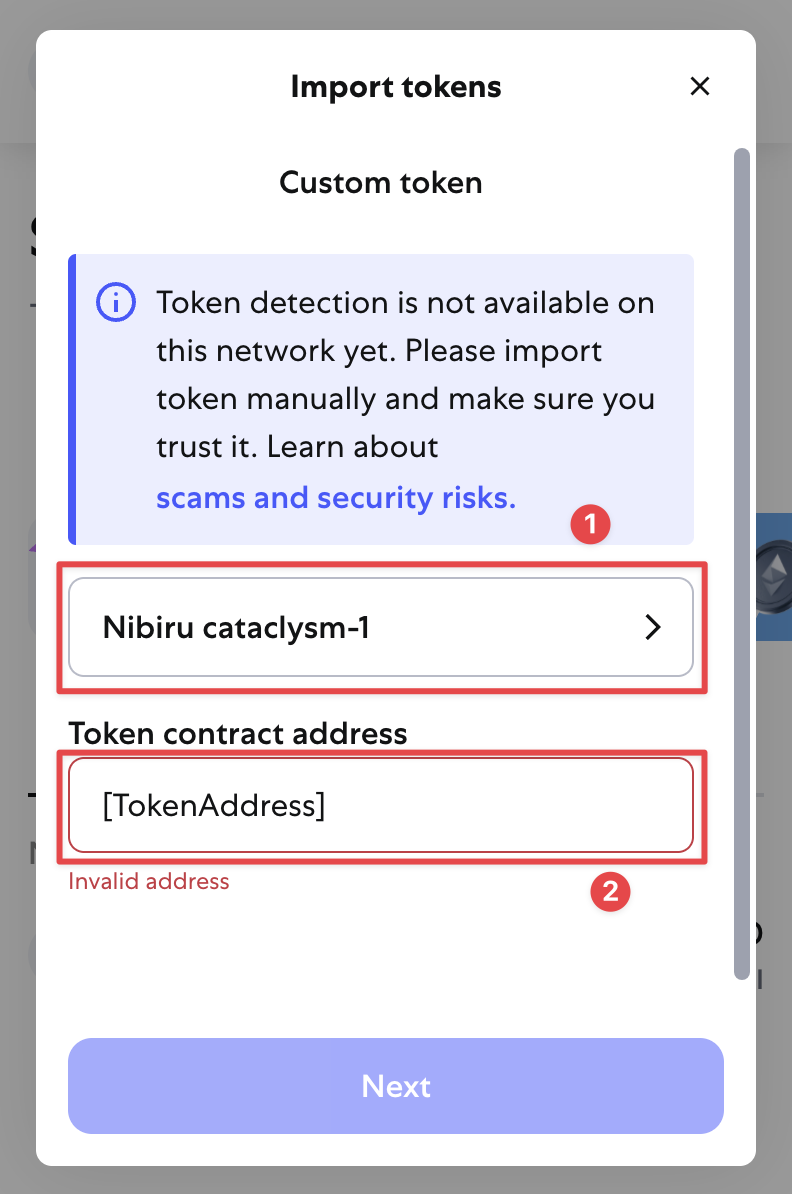 Import tokens
Custom token
Token detection is not available on
this network yet. Please import
token manually and make sure you
trust it. Learn about
scams and security risks.
1
Nibiru cataclysm-1
Token contract address
[TokenAddress]
Invalid address
2
Next